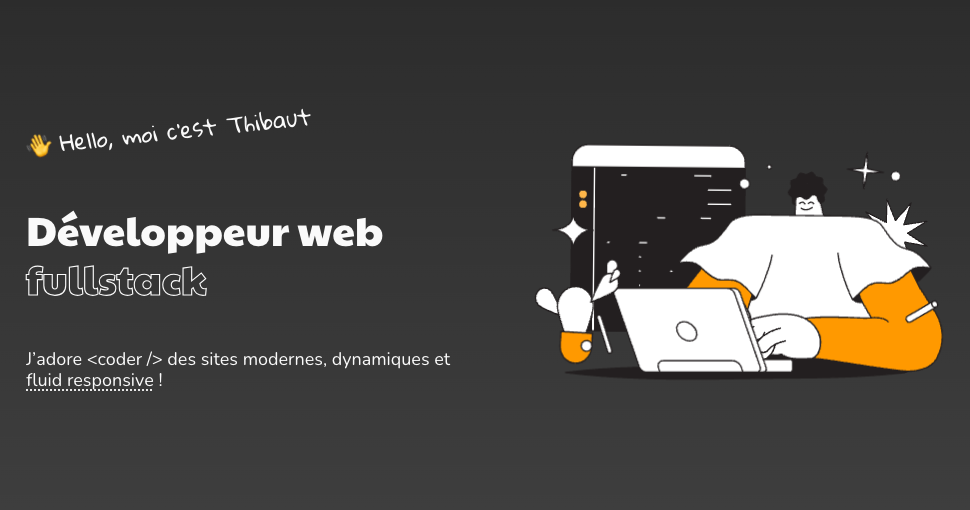 👋 Hello, moi c'est Thibaut
Développeur web
fullstack
J'adore <coder /> des sites modernes, dynamiques et
fluid responsive !